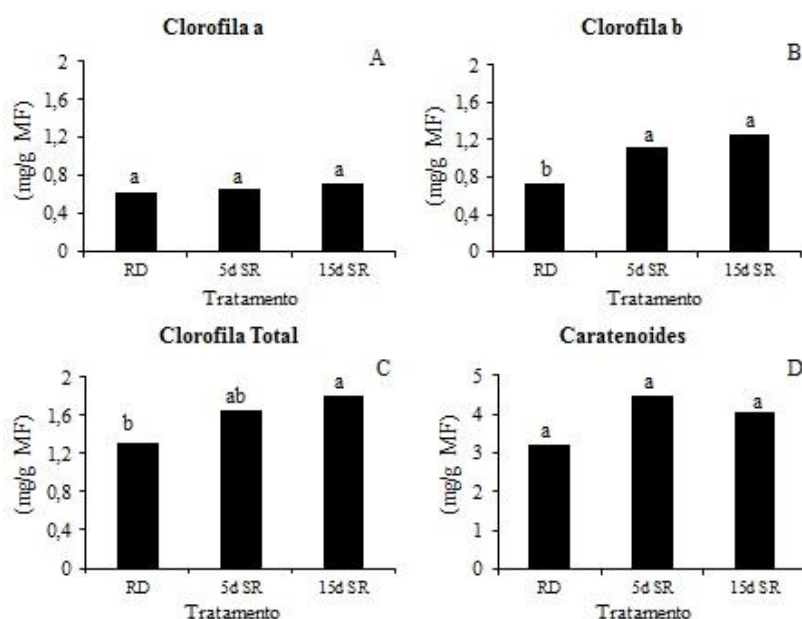 Clorofila a
A
(mg/g MF)
2
1,6
1,2
0,8
0,4
0
a
a
a
RD
5d SR
15d SR
Tratamento
Clorofila b
B
(mg/g MF)
2
1,6
1,2
0,8
0,4
0
b
a
a
RD
5d SR
15d SR
Tratamento
Clorofila Total
C
(mg/g MF)
2
1,6
1,2
0,8
0,4
0
b
ab
a
RD
5d SR
15d SR
Tratamento
Caratenoides
D
(mg/g MF)
5
4
3
2
1
0
a
a
a
RD
5d SR
15d SR
Tratamento